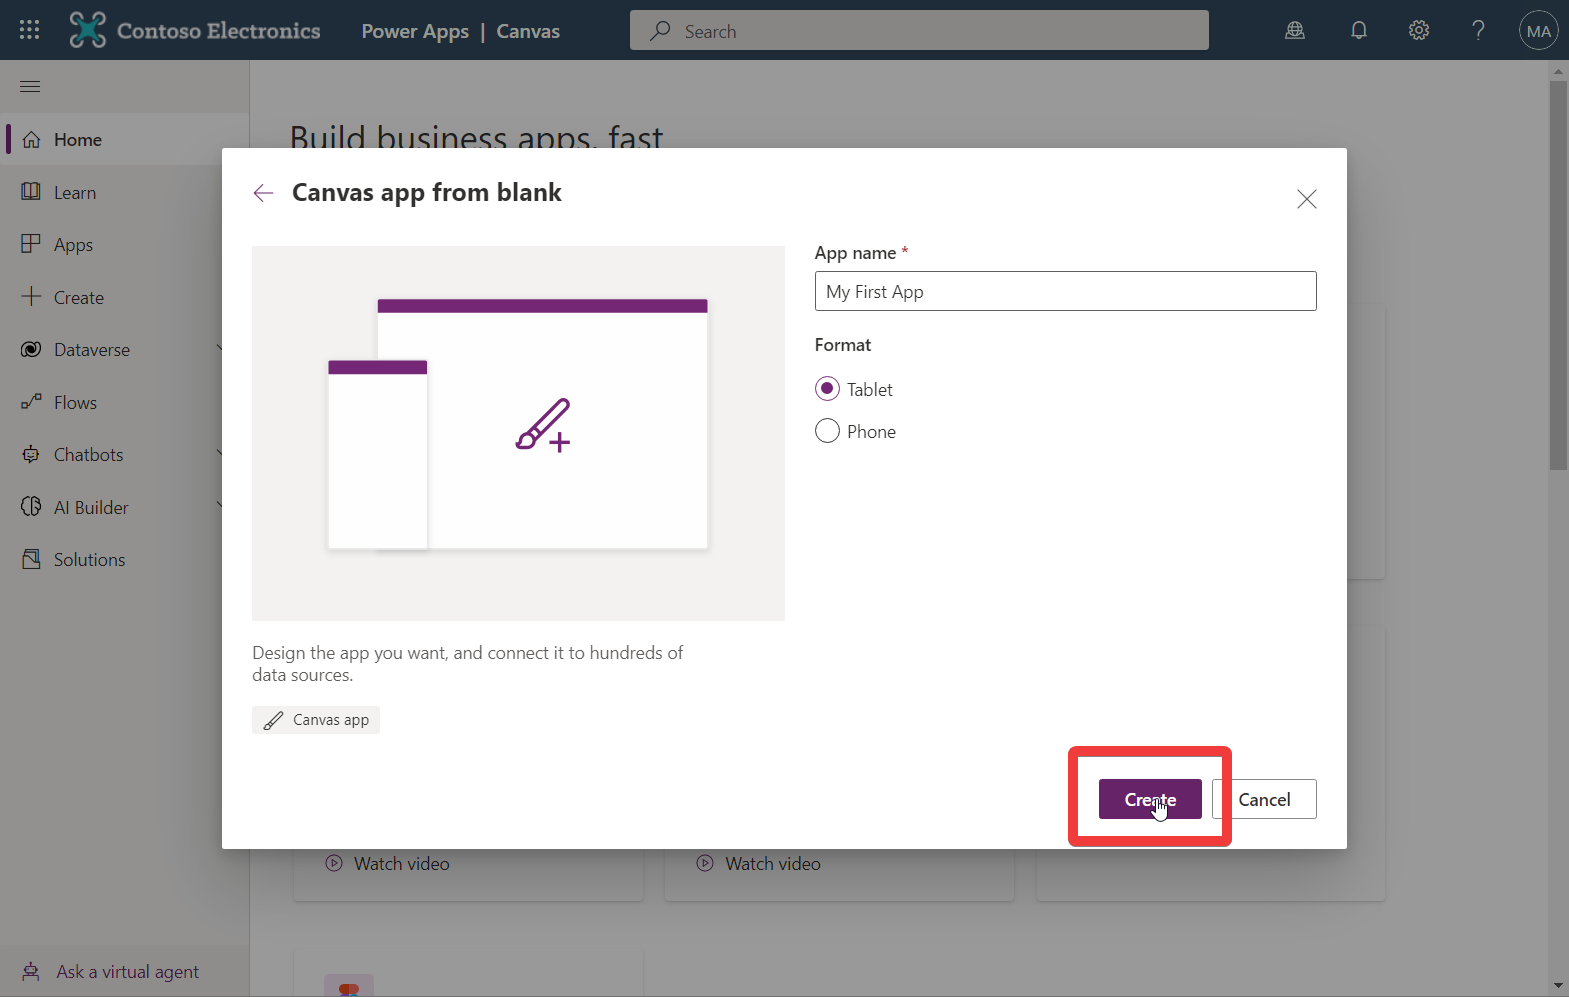 Contoso Electronics
Power Apps | Canvas
Search
MA
Home
Learn
Apps
Create
Dataverse
Flows
Chatbots
AI Builder
Solutions
Ask a virtual agent
Build business apps, fast
Canvas app from blank
Design the app you want, and connect it to hundreds of
data sources.
Canvas app
App name *
My First App
Format
Tablet
Phone
Create
Cancel
Watch video
Watch video